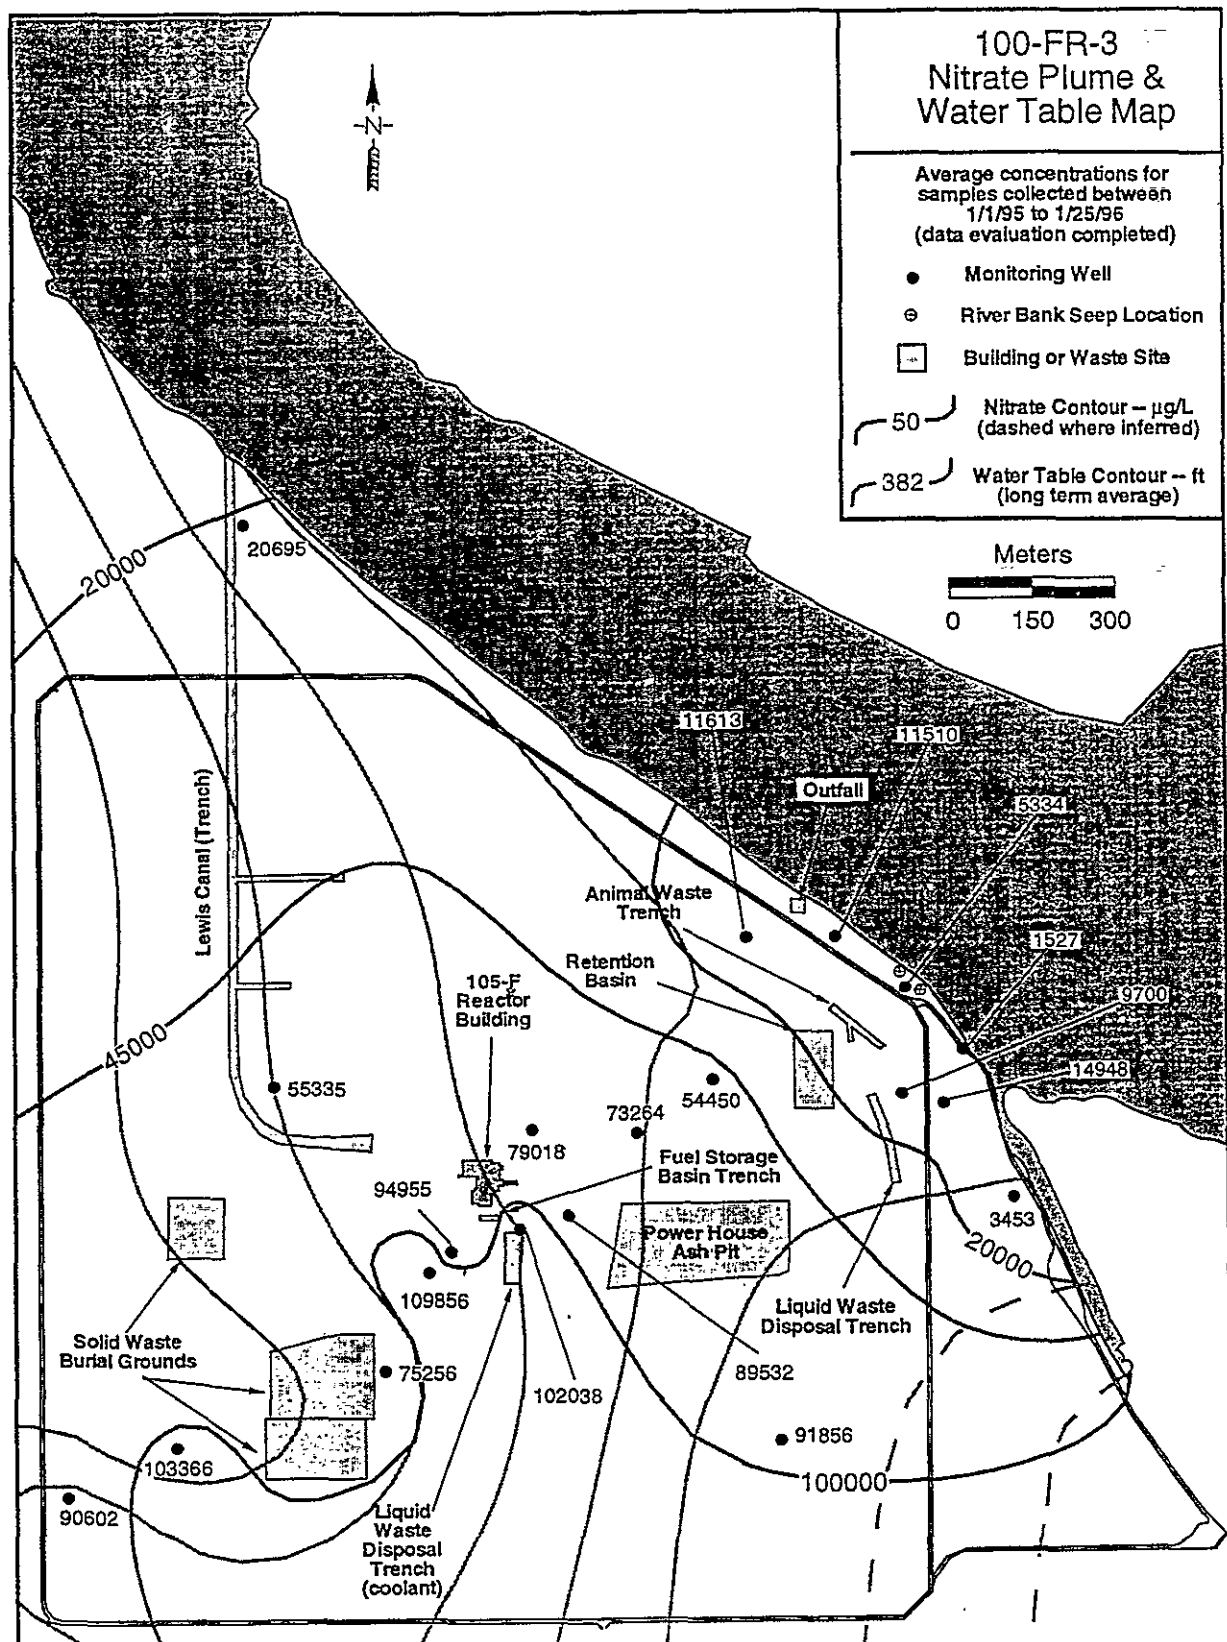 100-FR-3
Nitrate Plume &
Water Table Map
Average concentrations for
samples collected between
1/1/95 to 1/25/96
(data evaluation completed)
Monitoring Well
River Bank Seep Location
Building or Waste Site
50
Nitrate Contour -- µg/L
(dashed where inferred)
382
Water Table Contour -- ft
(long term average)
Meters
0 150 300
N
20695
20000
11613
11510
Outfall
5334
Lewis Canal (Trench)
Animal Waste
Trench
1527
Retention
Basin
105-F
Reactor
Building
9700
45000
14948
55335
54450
73264
79018
Fuel Storage
Basin Trench
94955
3453
Power House
Ash Pit
20000
109856
Liquid Waste
Disposal Trench
Solid Waste
Burial Grounds
75256
89532
102038
91856
103366
100000
90602
Liquid
Waste
Disposal
Trench
(coolant)